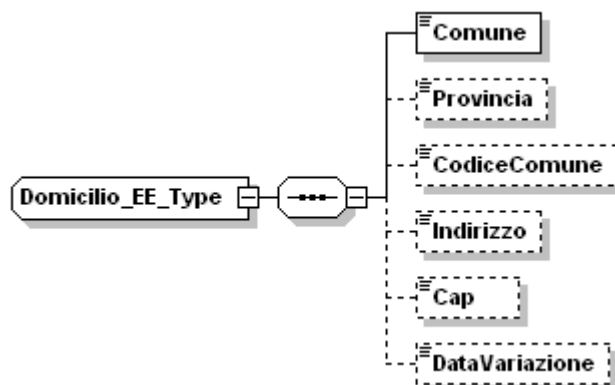 Comune
Provincia
CodiceComune
Domicilio_EE_Type
Indirizzo
Cap
DataVariazione